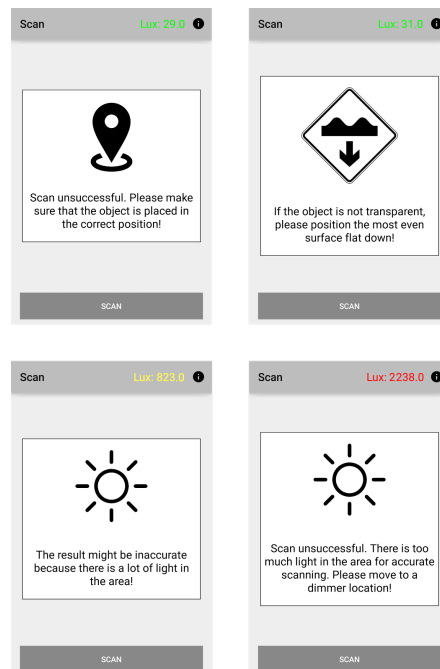 Scan Lux: 29.0
Scan unsuccessful. Please make
sure that the object is placed in
the correct position!
SCAN
Scan Lux: 31.0
If the object is not transparent,
please position the most even
surface flat down!
SCAN
Scan Lux: 823.0
The result might be inaccurate
because there is a lot of light in
the area!
SCAN
Scan Lux: 2238.0
Scan unsuccessful. There is too
much light in the area for accurate
scanning. Please move to a
dimmer location!
SCAN